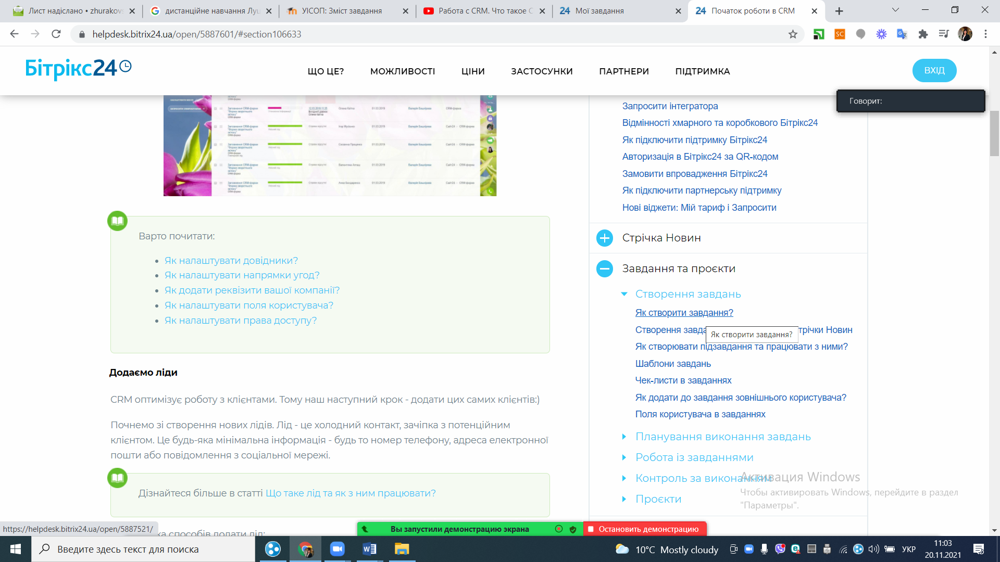 Лист надіслано • zhurakovs
дистанційне навчання Луц
УІСОП: Зміст завдання
Работа с CRM. Что такое C
24 Мої завдання
24 Початок роботи в CRM
helpdesk.bitrix24.ua/open/5887601/#section106633
Бітрікс24
ЩО ЦЕ?
МОЖЛИВОСТІ
ЦІНИ
ЗАСТОСУНКИ
ПАРТНЕРИ
ПІДТРИМКА
ВХІД
Говорит:
Запросити інтегратора
Відмінності хмарного та коробкового Бітрікс24
Як підключити підтримку Бітрікс24
Авторизація в Бітрікс24 за QR-кодом
Замовити впровадження Бітрікс24
Як підключити партнерську підтримку
Нові віджети: Мій тариф і Запросити
Стрічка Новин
Завдання та проєкти
Створення завдань
Як створити завдання?
Створення завда
трічки Новин
Як створити завдання?
Як створювати підзавдання та працювати з ними?
Шаблони завдань
Чек-листи в завданнях
Як додати до завдання зовнішнього користувача?
Поля користувача в завданнях
Планування виконання завдань
Робота із завданнями
Контроль за виконанням
Проєкти
Варто почитати:
Як налаштувати довідники?
Як налаштувати напрямки угод?
Як додати реквізити вашої компанії?
Як налаштувати поля користувача?
Як налаштувати права доступу?
Додаємо ліди
CRM оптимізує роботу з клієнтами. Тому наш наступний крок - додати цих самих клієнтів:)
Почнемо зі створення нових лідів. Лід - це холодний контакт, зачіпка з потенційним
клієнтом. Це будь-яка мінімальна інформація - будь то номер телефону, адреса електронної
пошти або повідомлення з соціальної мережі.
Дізнайтеся більше в статті Що таке лід та як з ним працювати?
ка способів додати лід:
Активация Windows
Чтобы активировать Windows, перейдите в раздел
"Параметры".
https://helpdesk.bitrix24.ua/open/5887521/
Вы запустили демонстрацию экрана
Остановить демонстрацию
Введите здесь текст для поиска
10°C Mostly cloudy
УКР
11:03
20.11.2021